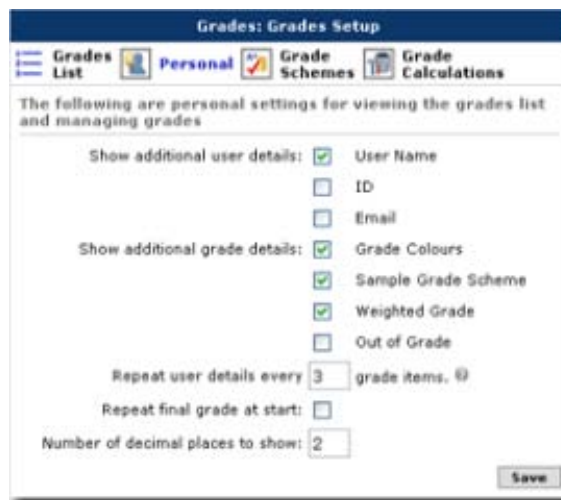 Grades: Grades Setup
Grades List Personal Grade Schemes Grade Calculations
The following are personal settings for viewing the grades list
and managing grades
Show additional user details: User Name
ID
Email
Show additional grade details: Grade Colours
Sample Grade Scheme
Weighted Grade
Out of Grade
Repeat user details every 3 grade items.
Repeat final grade at start:
Number of decimal places to show: 2
Save